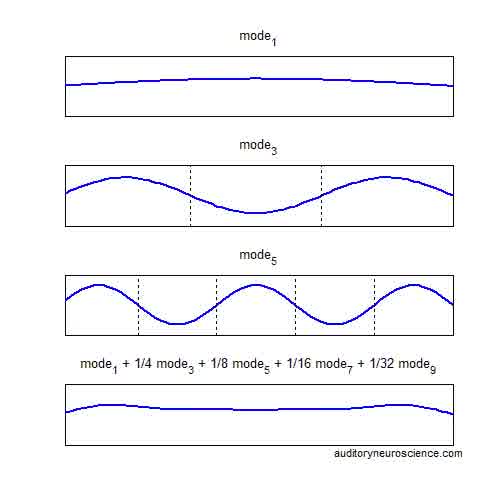 mode1
mode3
mode5
mode1 + 1/4 mode3 + 1/8 mode5 + 1/16 mode7 + 1/32 mode9
auditoryneuroscience.com